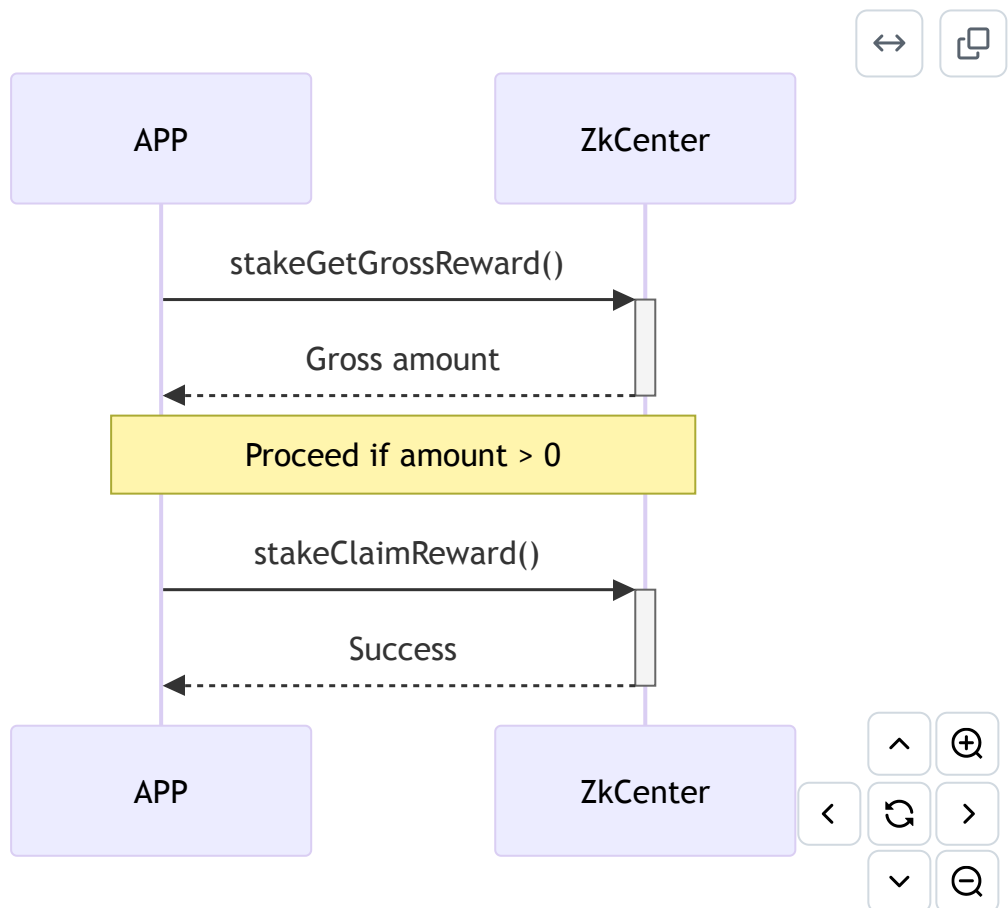 APP
ZkCenter
stakeGetGrossReward()
Gross amount
Proceed if amount > 0
stakeClaimReward()
Success
APP
ZkCenter